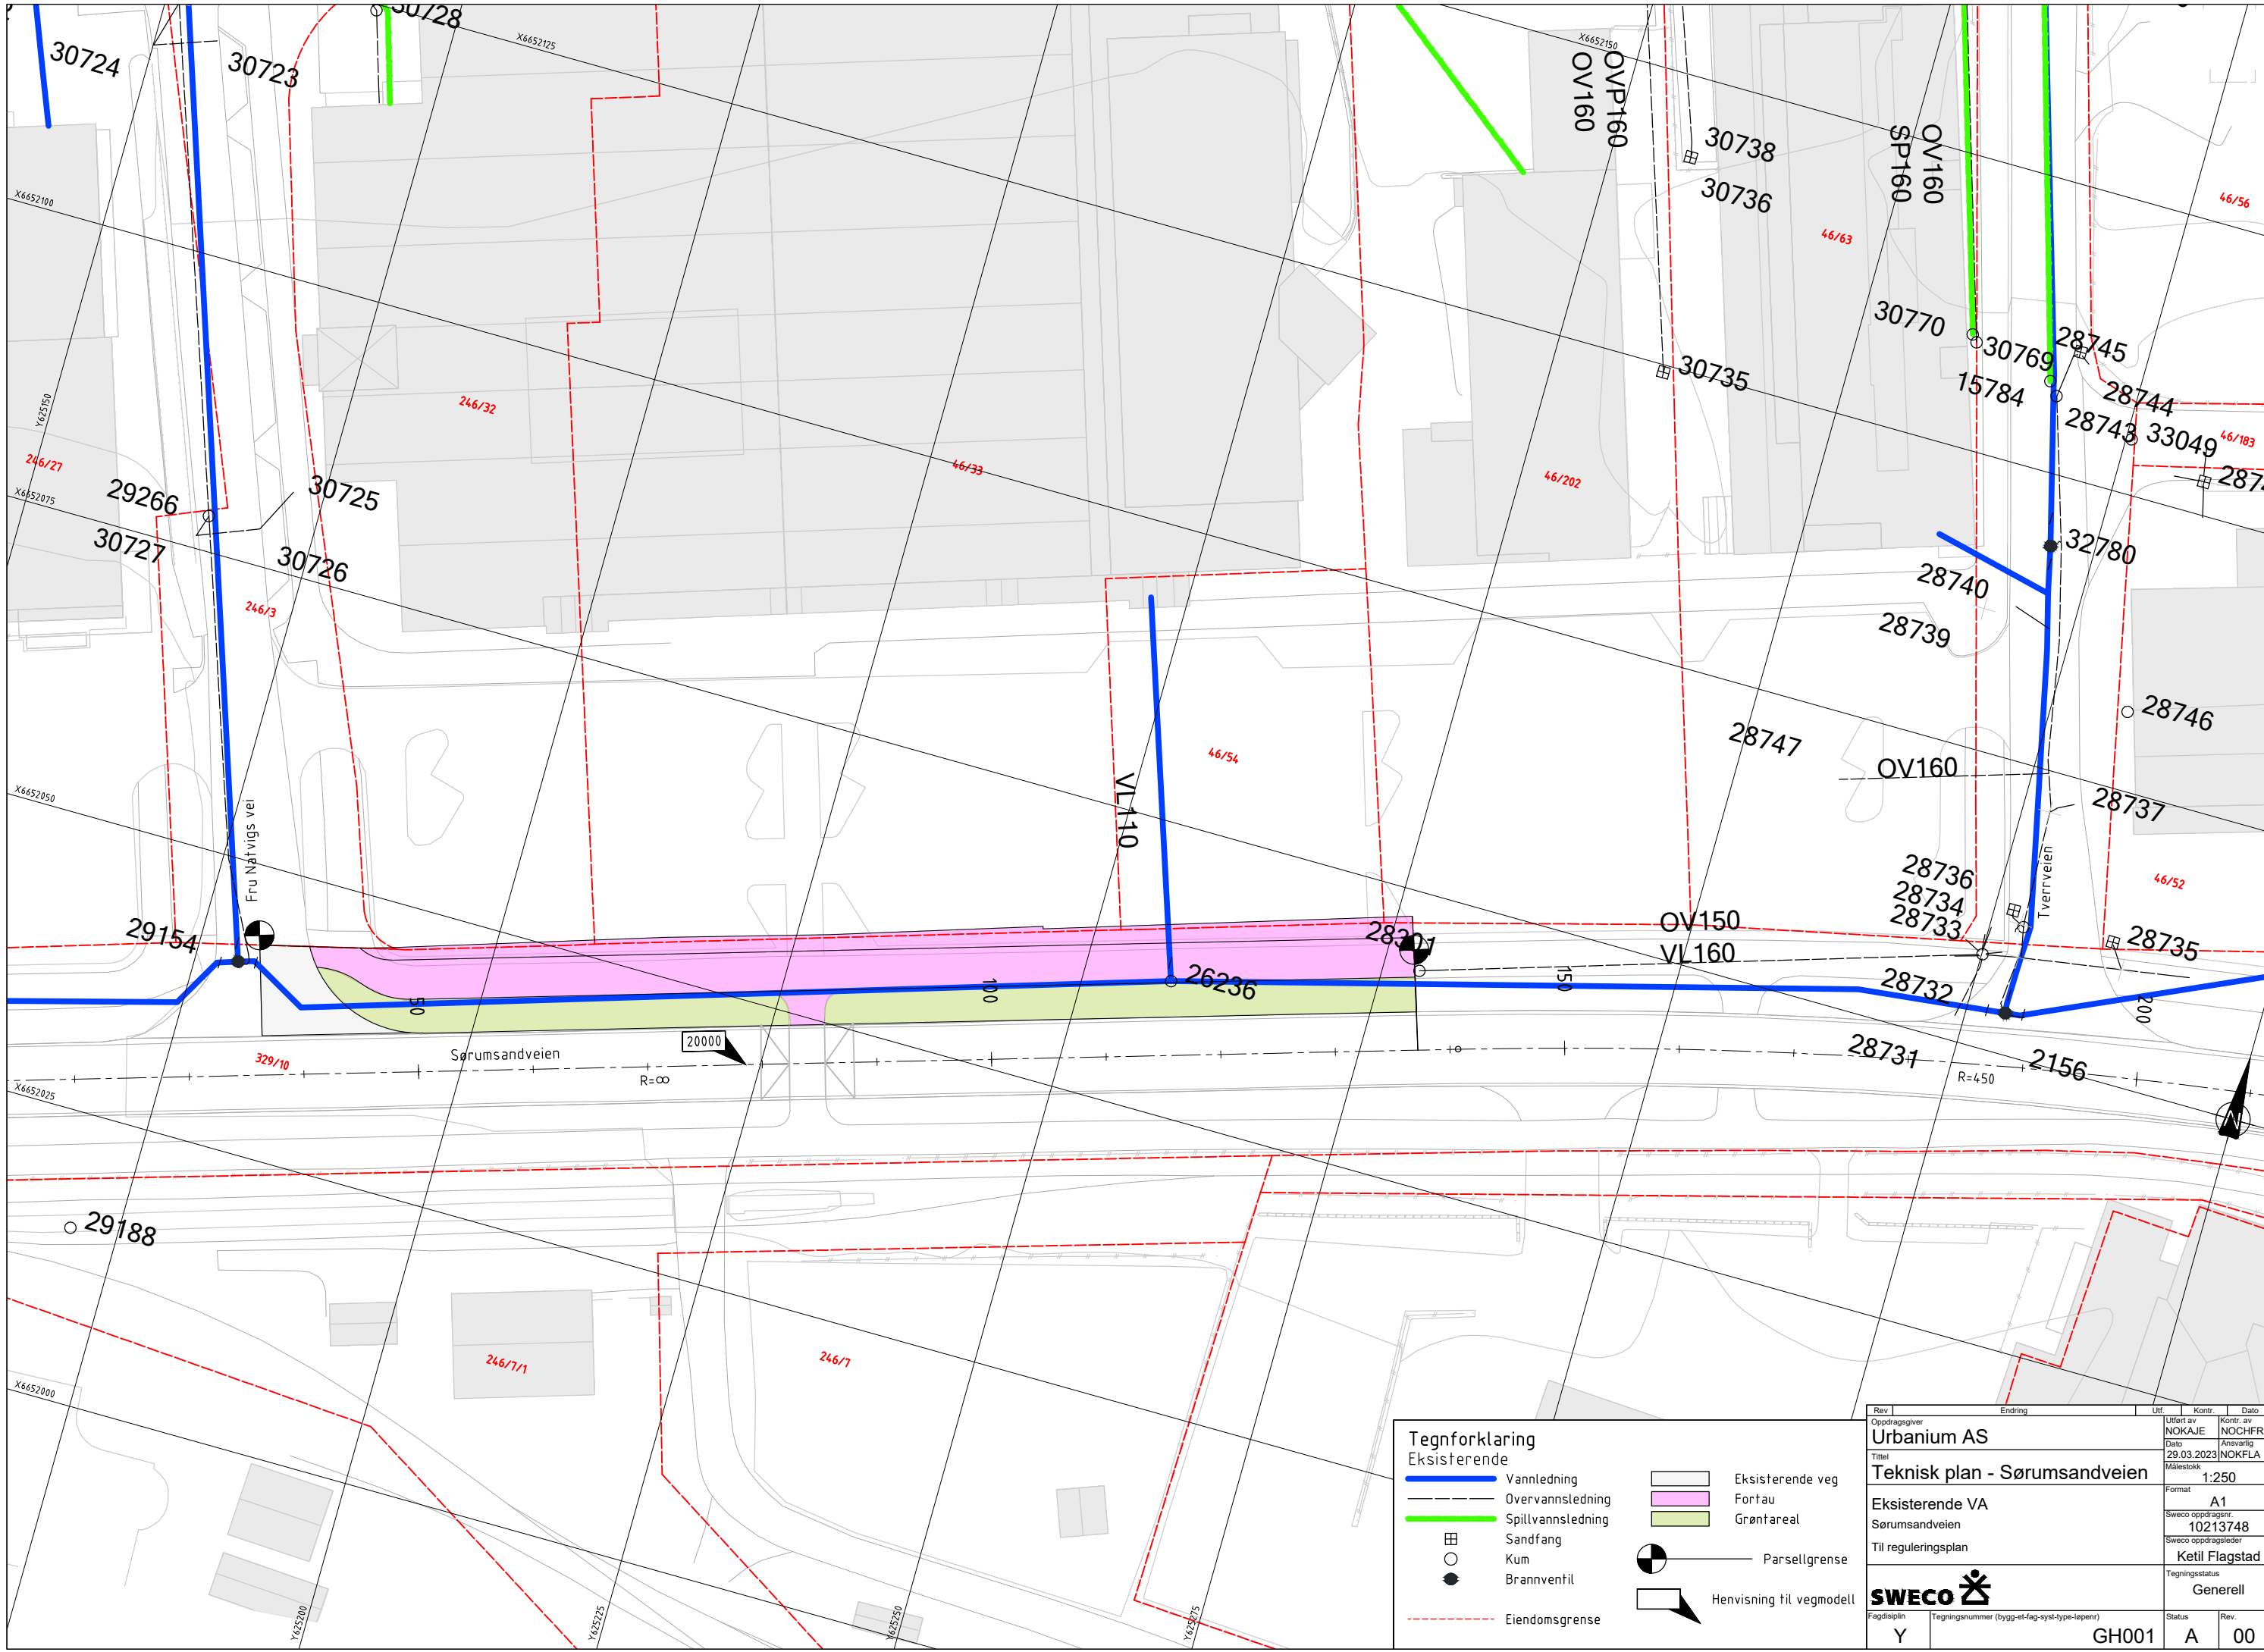 30728
30724
30723
X6652125
X6652150
OV160
OVP160
30738
30736
SP160
OV160
46/56
X6652100
46/63
30770
30769
28745
15784
28744
30735
28743
33049
46/183
Y625150
246/32
246/27
46/33
46/202
X6652075
29266
30725
30727
30726
32780
28740
246/3
28739
28746
28747
46/54
OV160
X6652050
VL110
28737
Fru Natvigs vei
28736
28734
28733
Tverrveien
46/52
29154
OV150
VL160
28735
26236
28732
50
100
150
200
20000
Sørumsandveien
R=∞
329/10
28731
2156
R=450
X6652025
N
29188
246/7/1
246/7
X6652000
Y625200
Y625225
Y625250
Y625275
Tegnforklaring
Eksisterende
Vannledning
Overvannsledning
Spillvannsledning
Sandfang
Kum
Brannventil
Eiendomsgrense
Eksisterende veg
Fortau
Grøntareal
Parsellgrense
Henvisning til vegmodell
Rev
Endring
Utf.
Kontr.
Dato
Oppdragsgiver
Urbanium AS
Utført av
NOKAJE
Kontr. av
NOCHFR
Dato
29.03.2023
Ansvarlig
NOKFLA
Tittel
Teknisk plan - Sørumsandveien
Målestokk
1:250
Eksisterende VA
Sørumsandveien
Til reguleringsplan
Format
A1
Sweco oppdragsnr.
10213748
Sweco oppdragsleder
Ketil Flagstad
Tegningsstatus
Generell
SWECO
Fagdisiplin
Y
Tegningsnummer (bygg-et-fag-syst-type-løpenr)
GH001
Status
A
Rev.
00